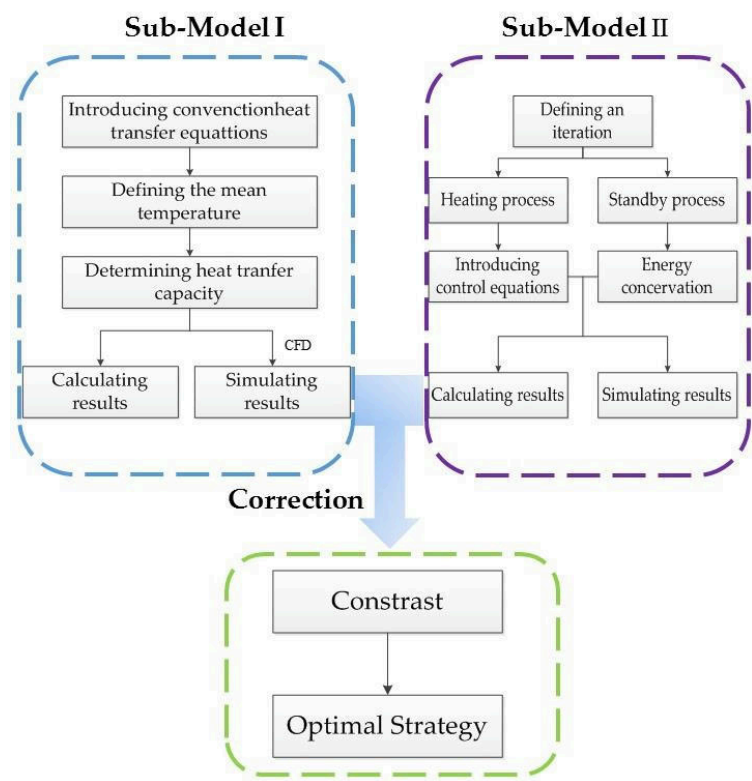 Sub-Model I
Introducing convenctionheat
transfer equattions
Defining the mean
temperature
Determining heat tranfer
capacity
CFD
Calculating
results
Simulating
results
Sub-Model II
Defining an
iteration
Heating process
Standby process
Introducing
control equations
Energy
concervation
Calculating results
Simulating results
Correction
Constrast
Optimal Strategy